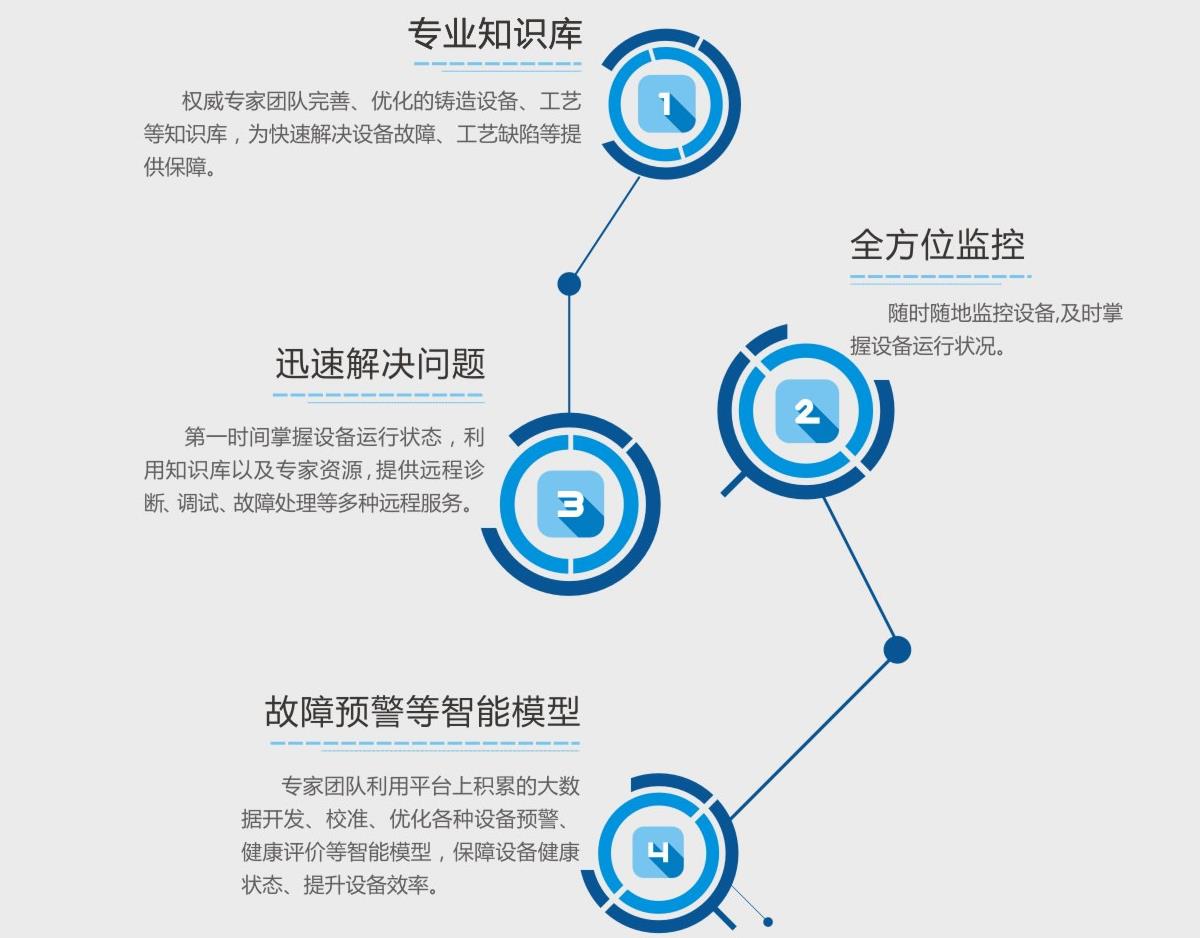 专业知识库
权威专家团队完善、优化的铸造设备、工艺
等知识库，为快速解决设备故障、工艺缺陷等提
供保障。
1
全方位监控
随时随地监控设备,及时掌
握设备运行状况。
2
迅速解决问题
第一时间掌握设备运行状态，利
用知识库以及专家资源，提供远程诊
断、调试、故障处理等多种远程服务。
3
故障预警等智能模型
专家团队利用平台上积累的大数
据开发、校准、优化各种设备预警、
健康评价等智能模型，保障设备健康
状态、提升设备效率。
4